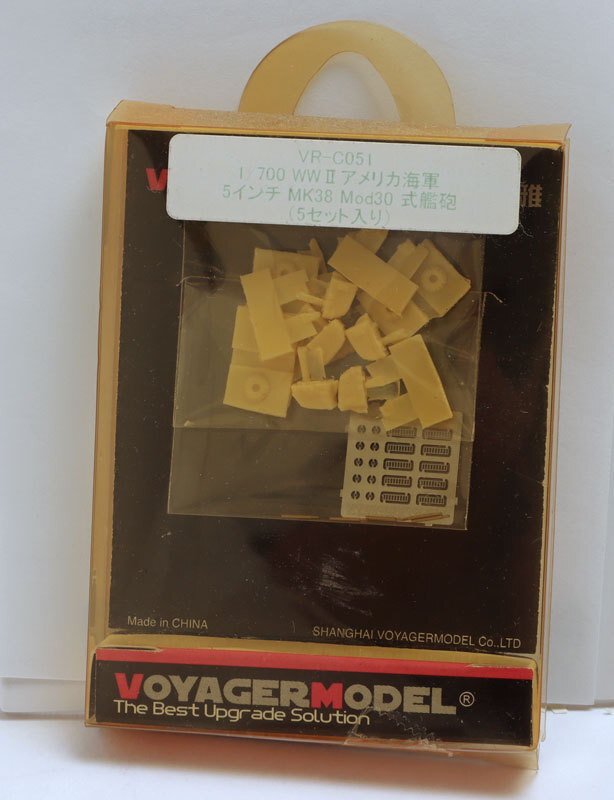 VR-C051
1/700 WWⅡアメリカ海軍
5インチ MK38 Mod30 式艦砲
(5セット入り)
V
雅
Made in CHINA
SHANGHAI VOYAGERMODEL Co.,LTD
VOYAGERMODEL®
The Best Upgrade Solution